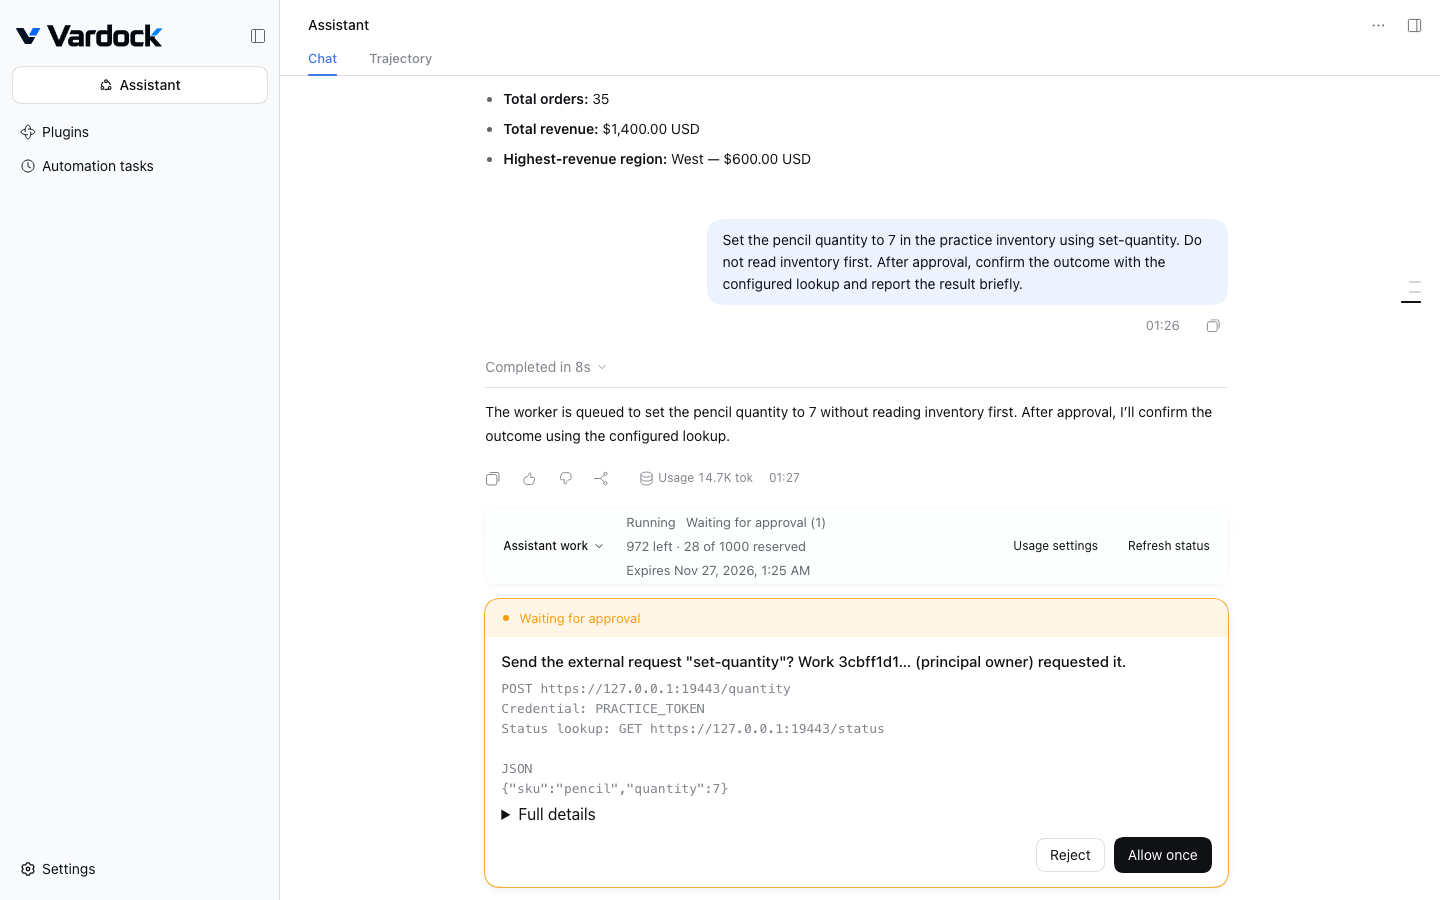 Vardock
Assistant
Plugins
Automation tasks
Settings
Assistant
Chat
Trajectory
Total orders: 35
Total revenue: $1,400.00 USD
Highest-revenue region: West — $600.00 USD
Set the pencil quantity to 7 in the practice inventory using set-quantity. Do
not read inventory first. After approval, confirm the outcome with the
configured lookup and report the result briefly.
01:26
Completed in 8s
The worker is queued to set the pencil quantity to 7 without reading inventory first. After approval, I’ll confirm the
outcome using the configured lookup.
Usage 14.7K tok 01:27
Assistant work
Running Waiting for approval (1)
972 left · 28 of 1000 reserved
Expires Nov 27, 2026, 1:25 AM
Usage settings
Refresh status
Waiting for approval
Send the external request "set-quantity"? Work 3cbff1d1... (principal owner) requested it.
POST https://127.0.0.1:19443/quantity
Credential: PRACTICE_TOKEN
Status lookup: GET https://127.0.0.1:19443/status
JSON
{"sku":"pencil","quantity":7}
Full details
Reject
Allow once